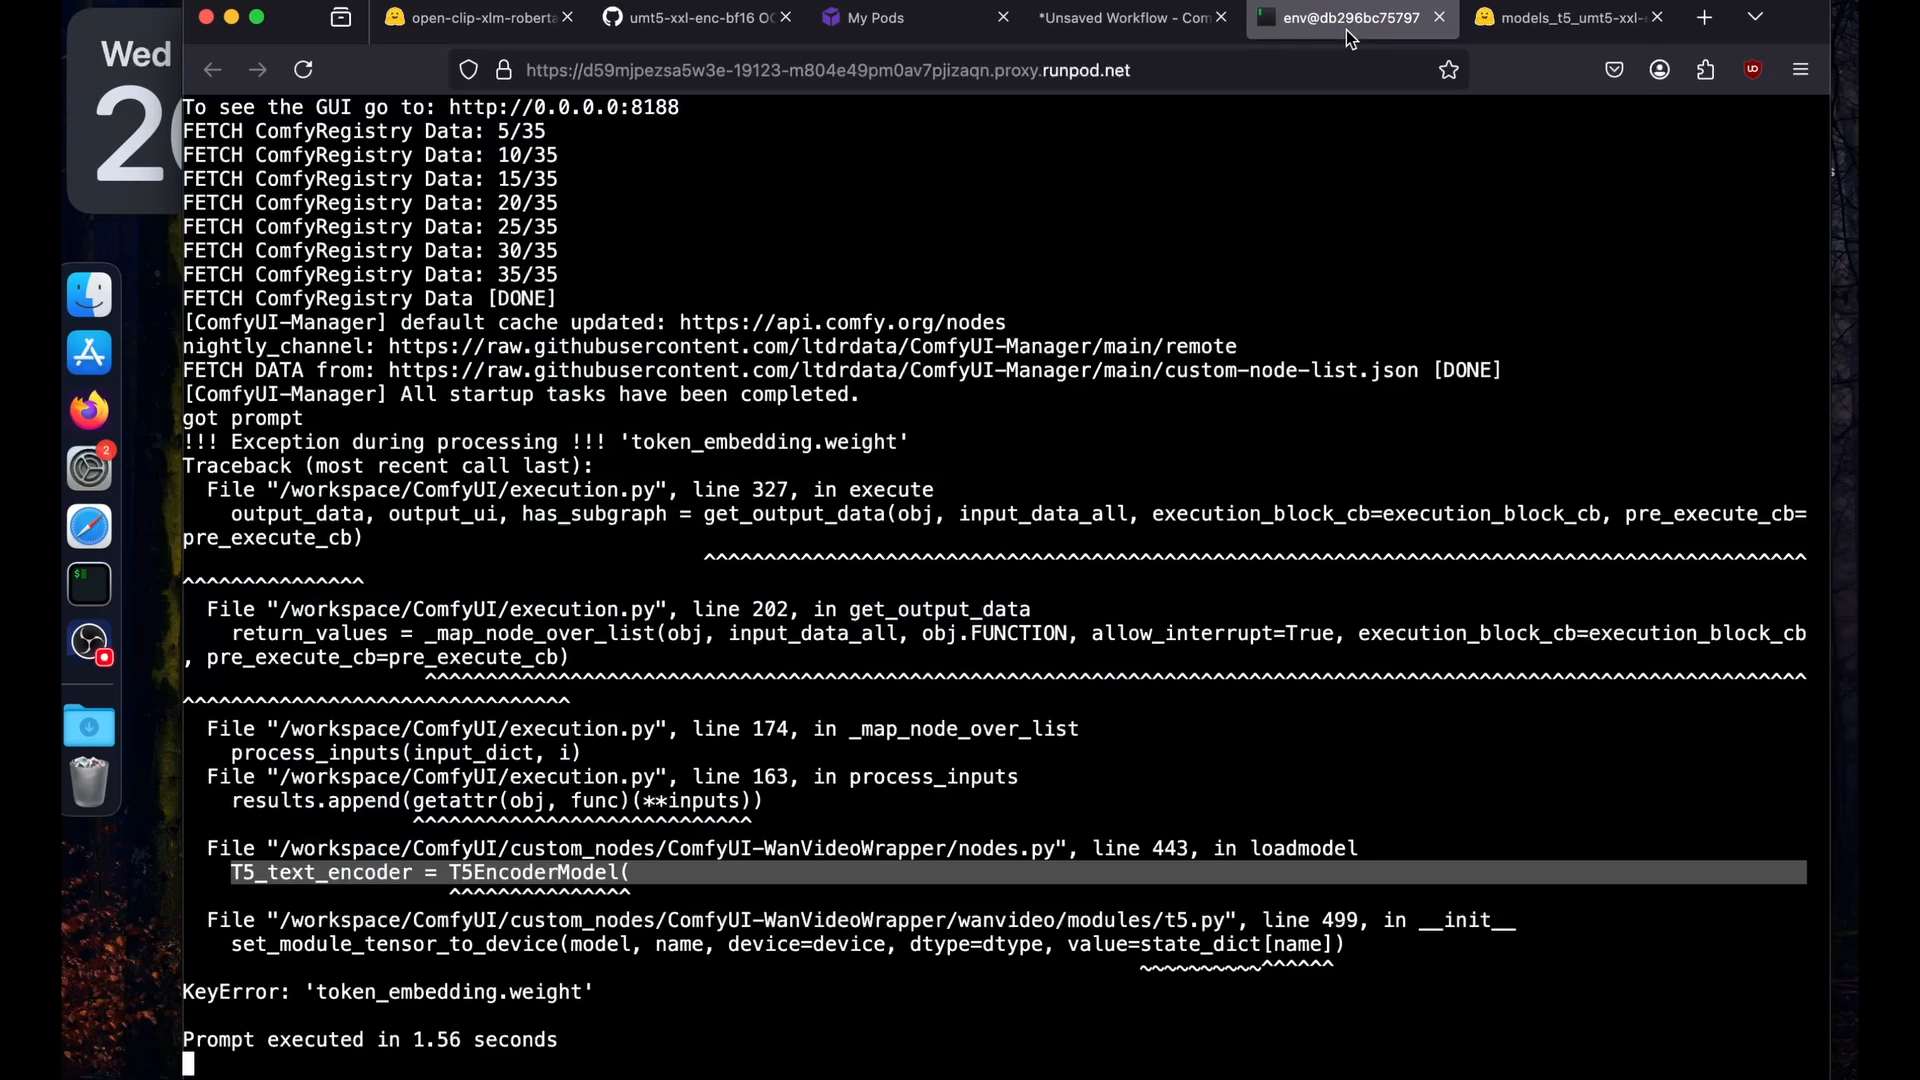 Wed
2
open-clip-xlm-roberta
umt5-xxl-enc-bf16
My Pods
*Unsaved Workflow - Com
env@db296bc75797
models_t5_umt5-xxl-
https://d59mjpezsa5w3e-19123-m804e49pm0av7pjizaqn.proxy.runpod.net
To see the GUI go to: http://0.0.0.0:8188
FETCH ComfyRegistry Data: 5/35
FETCH ComfyRegistry Data: 10/35
FETCH ComfyRegistry Data: 15/35
FETCH ComfyRegistry Data: 20/35
FETCH ComfyRegistry Data: 25/35
FETCH ComfyRegistry Data: 30/35
FETCH ComfyRegistry Data: 35/35
FETCH ComfyRegistry Data [DONE]
[ComfyUI-Manager] default cache updated: https://api.comfy.org/nodes
nightly_channel: https://raw.githubusercontent.com/ltdrdata/ComfyUI-Manager/main/remote
FETCH DATA from: https://raw.githubusercontent.com/ltdrdata/ComfyUI-Manager/main/custom-node-list.json [DONE]
[ComfyUI-Manager] All startup tasks have been completed.
got prompt
!!! Exception during processing !!! 'token_embedding.weight'
Traceback (most recent call last):
File "/workspace/ComfyUI/execution.py", line 327, in execute
output_data, output_ui, has_subgraph = get_output_data(obj, input_data_all, execution_block_cb=execution_block_cb, pre_execute_cb=
pre_execute_cb)
^^^^^^^^^^^^^^^^^^^^^^^^^^^^^^^^^^^^^^^^^^^^^^^^^^^^^^^^^^^^^^^^^^^^^^^^^^^^^^^^^^^^^^^^^^^
^^^^^^^^^^^^^^^
File "/workspace/ComfyUI/execution.py", line 202, in get_output_data
return_values = _map_node_over_list(obj, input_data_all, obj.FUNCTION, allow_interrupt=True, execution_block_cb=execution_block_cb
, pre_execute_cb=pre_execute_cb)
^^^^^^^^^^^^^^^^^^^^^^^^^^^^^^^^^^^^^^^^^^^^^^^^^^^^^^^^^^^^^^^^^^^^^^^^^^^^^^^^^^^^^^^^^^^^^^^^^^^^^^^^^^^^^^^^^^
^^^^^^^^^^^^^^^^^^^^^^^^^^^^^^^^
File "/workspace/ComfyUI/execution.py", line 174, in _map_node_over_list
process_inputs(input_dict, i)
File "/workspace/ComfyUI/execution.py", line 163, in process_inputs
results.append(getattr(obj, func)(**inputs))
^^^^^^^^^^^^^^^^^^^^^^^^^^^^
File "/workspace/ComfyUI/custom_nodes/ComfyUI-WanVideoWrapper/nodes.py", line 443, in loadmodel
T5_text_encoder = T5EncoderModel(
^^^^^^^^^^^^^^^
File "/workspace/ComfyUI/custom_nodes/ComfyUI-WanVideoWrapper/wanvideo/modules/t5.py", line 499, in __init__
set_module_tensor_to_device(model, name, device=device, dtype=dtype, value=state_dict[name])
~~~~~~~~~~^^^^^^
KeyError: 'token_embedding.weight'
Prompt executed in 1.56 seconds